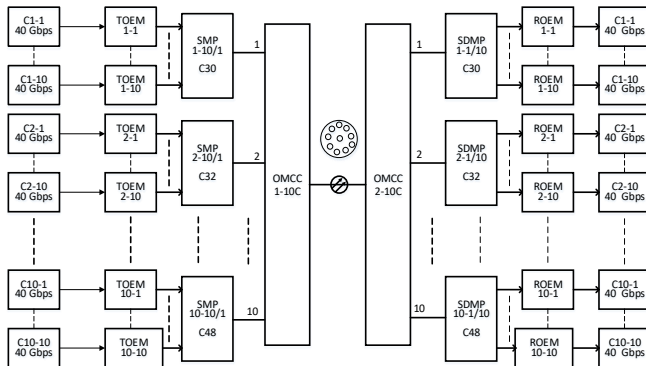 C1-1
40 Gbps
TOEM
1-1
C1-10
40 Gbps
TOEM
1-10
SMP
1-10/1
C30
1
C2-1
40 Gbps
TOEM
2-1
C2-10
40 Gbps
TOEM
2-10
SMP
2-10/1
C32
2
C10-1
40 Gbps
TOEM
10-1
C10-10
40 Gbps
TOEM
10-10
SMP
10-10/1
C48
10
OMCC
1-10C
OMCC
2-10C
1
SDMP
1-1/10
C30
ROEM
1-1
C1-1
40 Gbps
ROEM
1-10
C1-10
40 Gbps
2
SDMP
2-1/10
C32
ROEM
2-1
C2-1
40 Gbps
ROEM
2-10
C2-10
40 Gbps
10
SDMP
10-1/10
C48
ROEM
10-1
C10-1
40 Gbps
ROEM
10-10
C10-10
40 Gbps